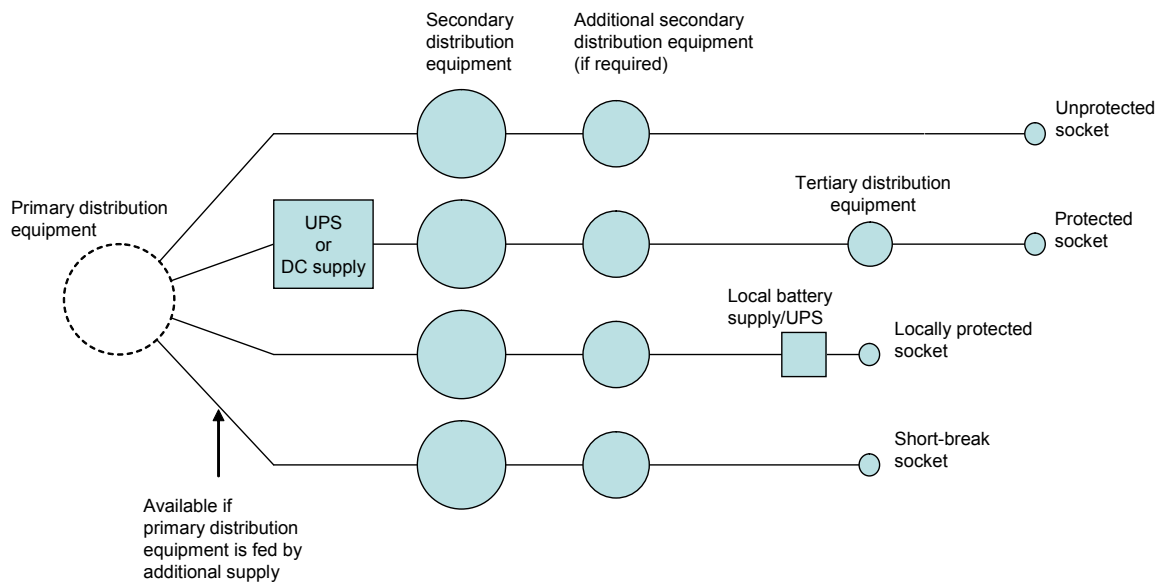 Secondary
distribution
equipment
Additional secondary
distribution equipment
(if required)
Unprotected
socket
Primary distribution
equipment
UPS
or
DC supply
Tertiary distribution
equipment
Protected
socket
Local battery
supply/UPS
Locally protected
socket
Short-break
socket
Available if
primary distribution
equipment is fed by
additional supply